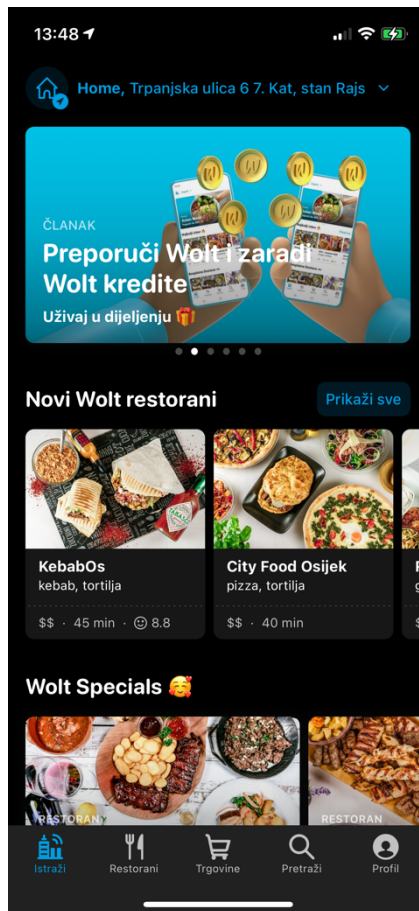 13:48
Home, Trpanjska ulica 6 7. Kat, stan Rajs
ČLANAK
Preporuči Wolt i zaradi
Wolt kredite
Uživaj u dijeljenju 🎁
Novi Wolt restorani
Prikaži sve
KebabOs
kebab, tortilja
$$ · 45 min · 8.8
City Food Osijek
pizza, tortilja
$$ · 40 min
Wolt Specials 🥰
RESTORAN
RESTORAN
Istraži
Restorani
Trgovine
Pretraži
Profil